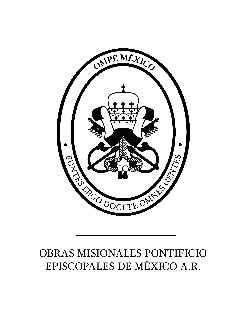 OMPE MÉXICO
EUNTES ERGO DOCETE OMNES GENTES
OBRAS MISIONALES PONTIFICIO
EPISCOPALES DE MÉXICO A.R.